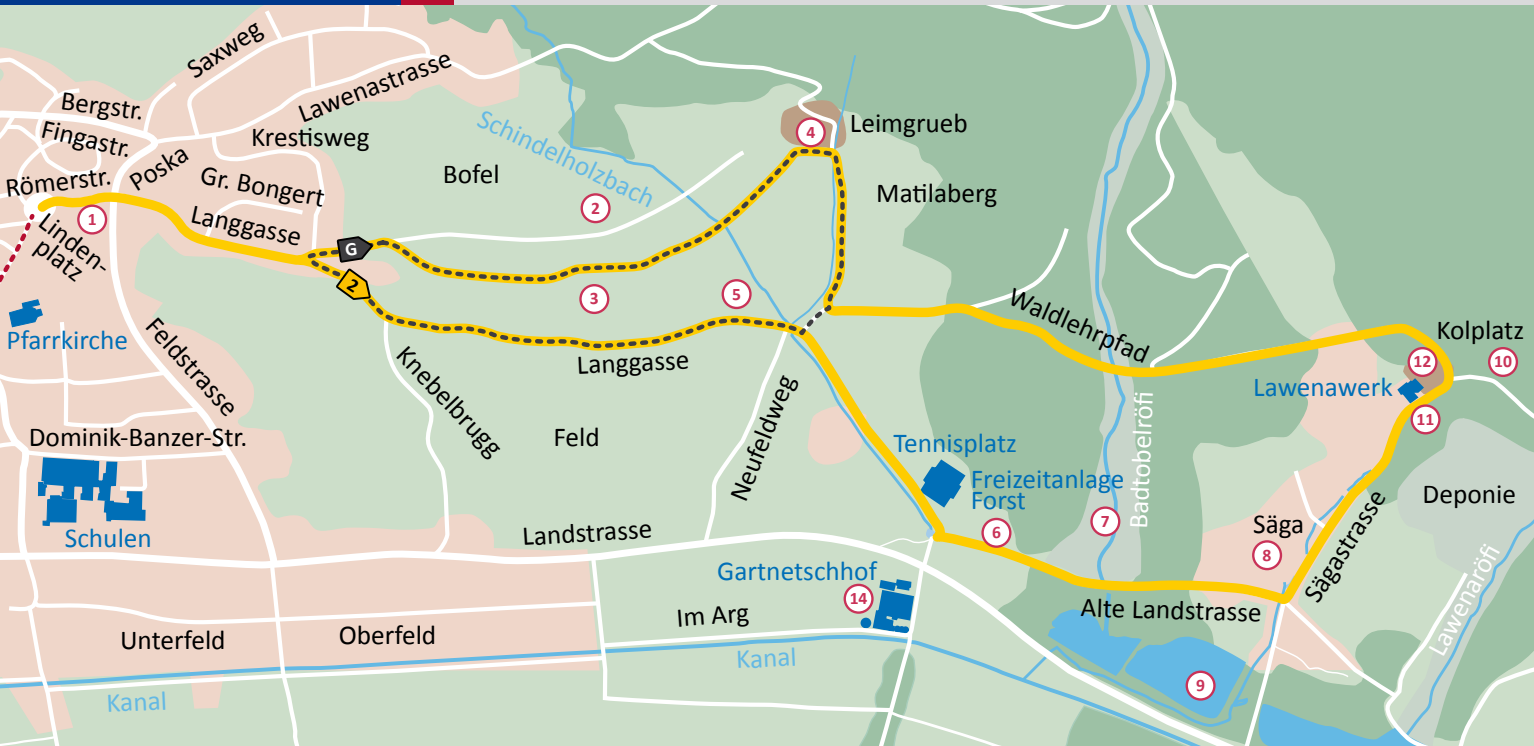 Saxweg
Lawenastrasse
Bergstr.
Fingastr.
Krestisweg
Schindelholzbach
4
Leimgrueb
Römerstr.
Poska
Gr. Bongert
Bofel
Matilaberg
1
Langgasse
2
Linden-
platz
G
2
3
5
Waldlehrpfad
Pfarrkirche
Feldstrasse
Knebelbrugg
Langgasse
Kolplatz
12
10
Lawenawerk
11
Neufeldweg
Dominik-Banzer-Str.
Feld
Tennisplatz
Freizeitanlage
Forst
Badtobelröfi
Deponie
Schulen
Landstrasse
6
7
Säga
8
Sägastrasse
Gartnetschhof
14
Im Arg
Alte Landstrasse
Lawenaröfi
Unterfeld
Oberfeld
Kanal
9
Kanal